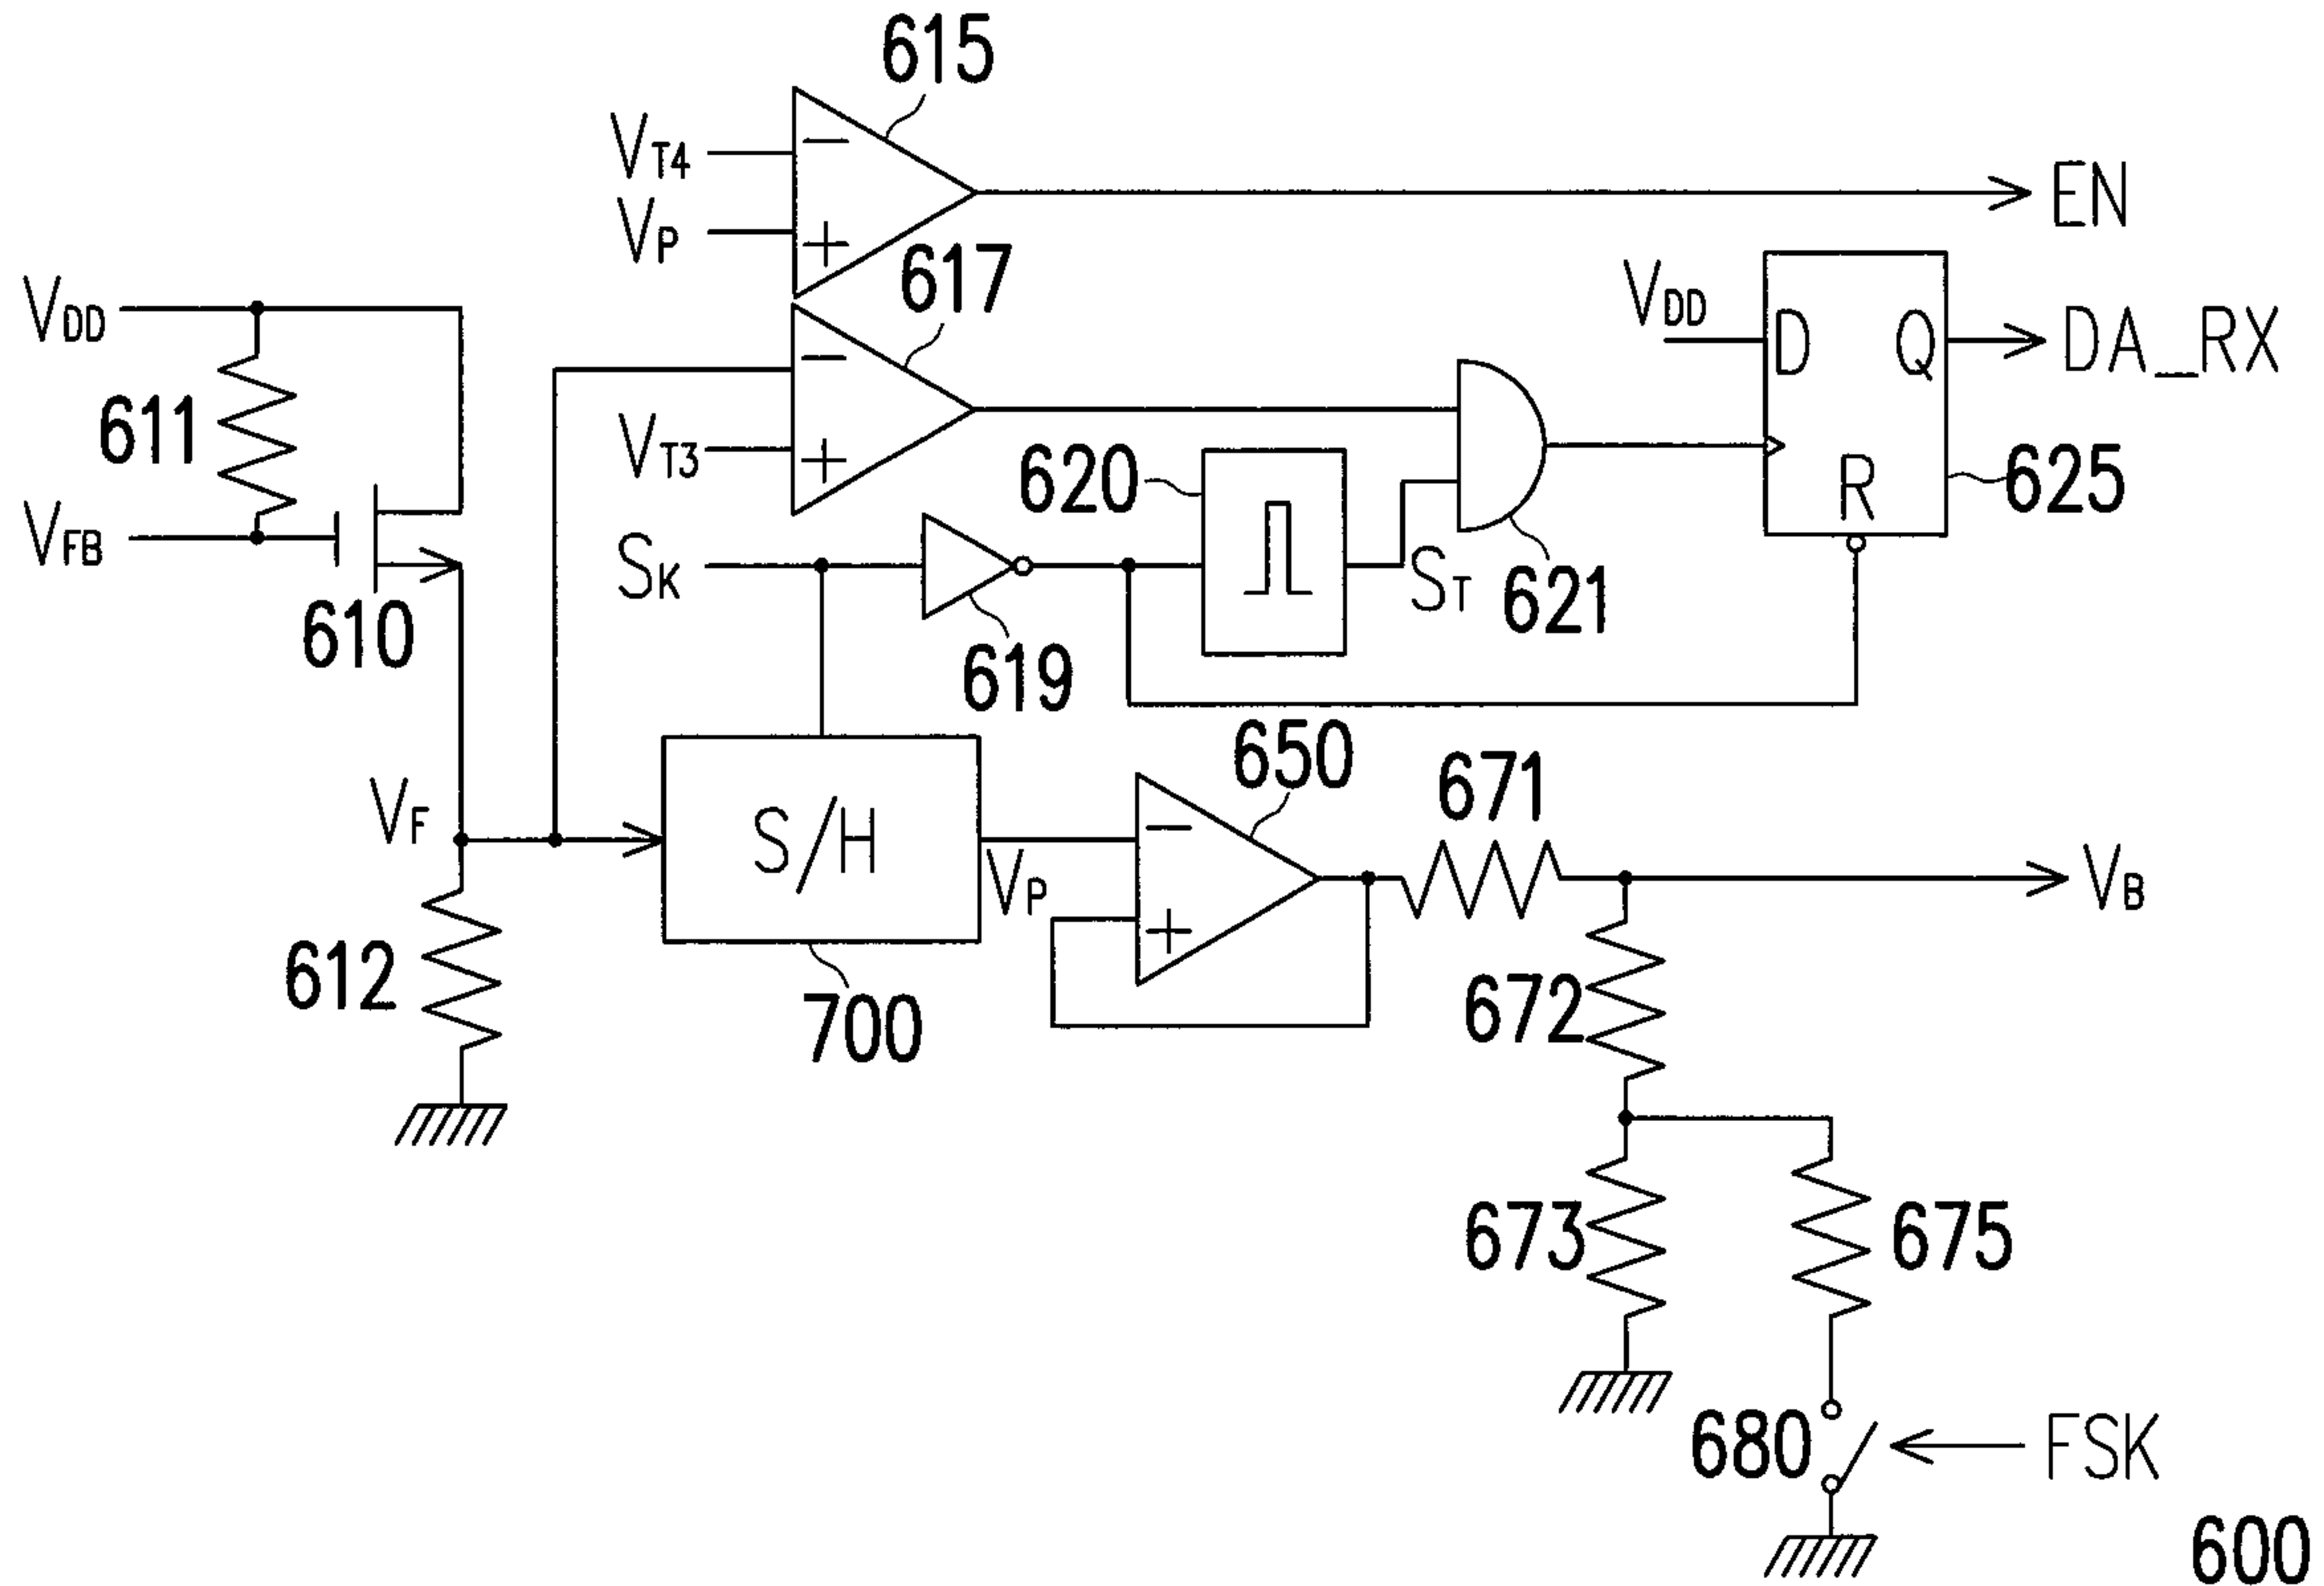 615
VT4
−
VP
+
EN
617
VDD
VDD
D
Q
DA_RX
−
611
VT3
+
620
R
625
VFB
SK
ST
621
610
619
650
671
VF
S/H
VP
−
+
VB
612
700
672
673
675
680
FSK
600